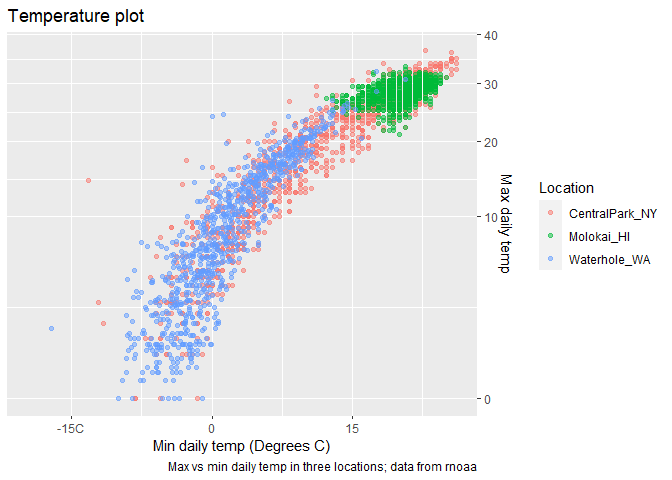 Temperature plot
40
30
20
10
0
Max daily temp
-15C
0
15
Min daily temp (Degrees C)
Max vs min daily temp in three locations; data from rnoaa
Location
CentralPark_NY
Molokai_HI
Waterhole_WA